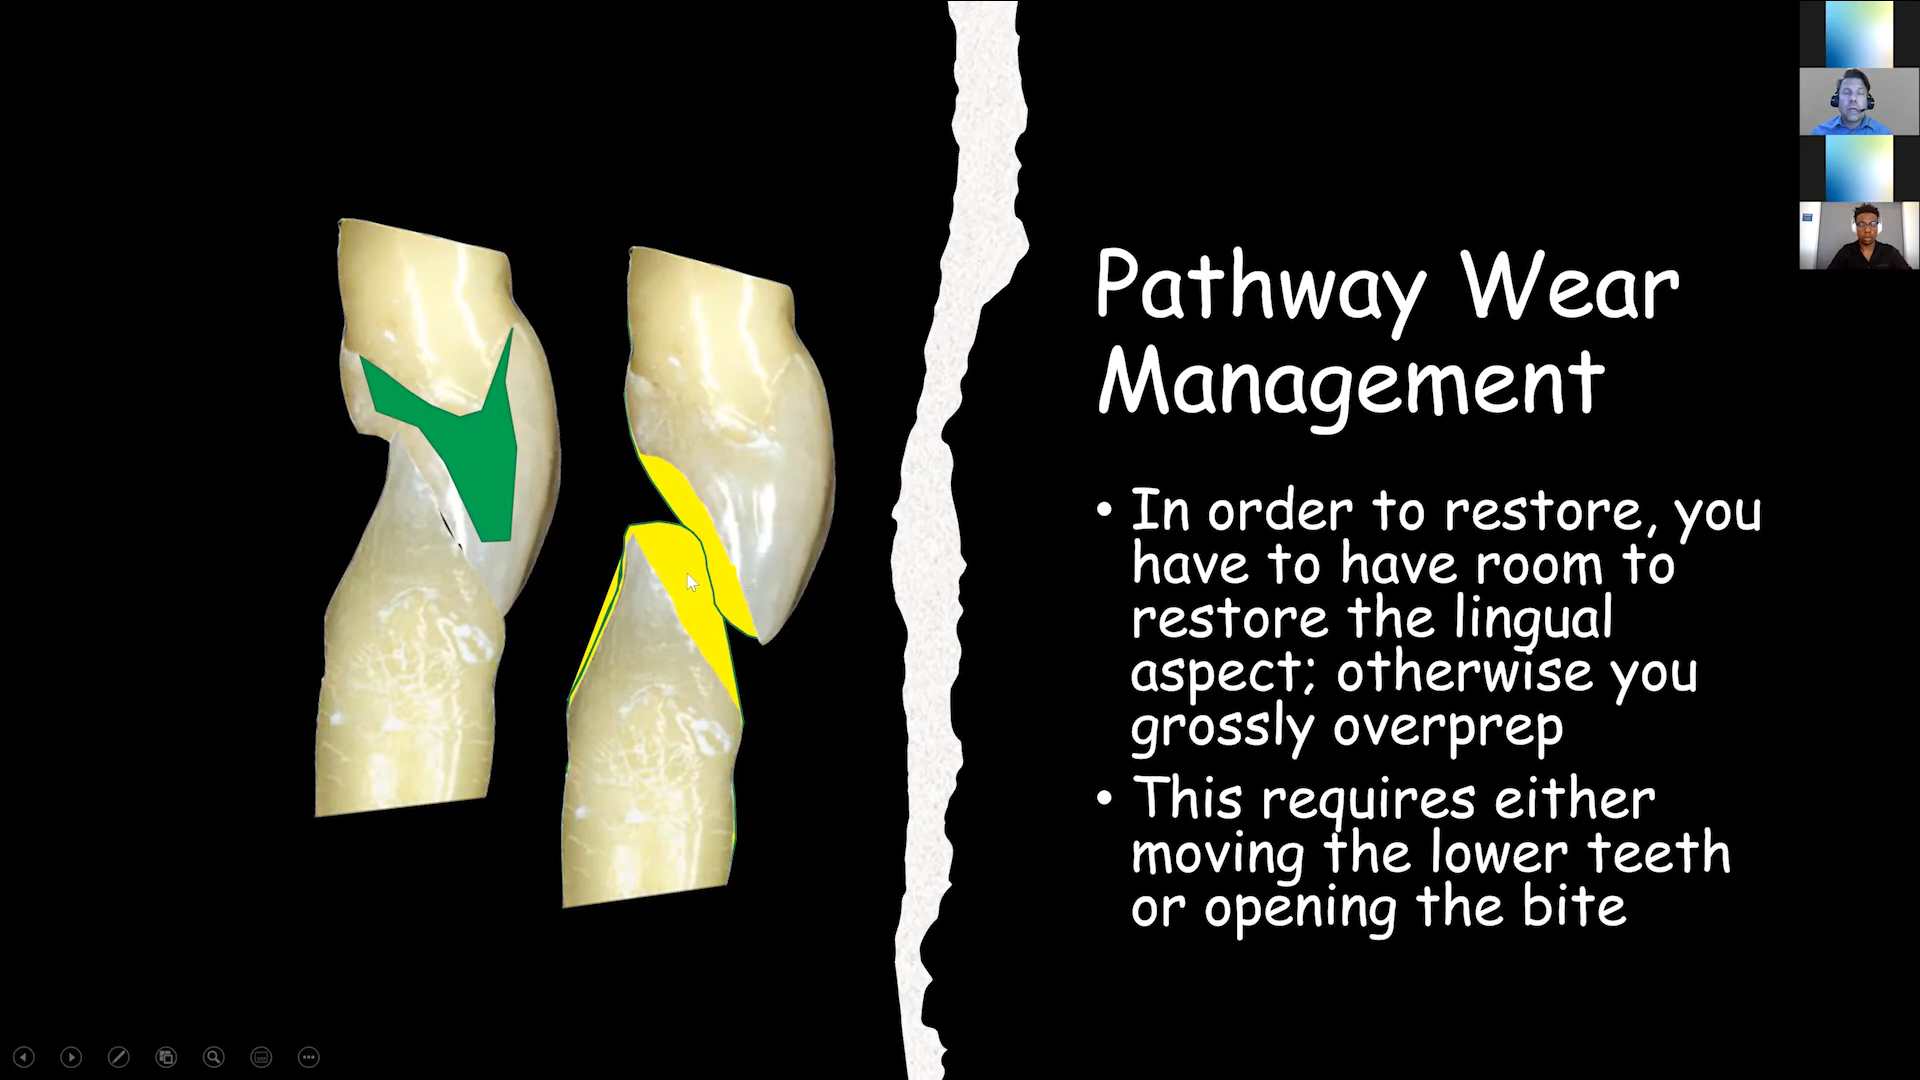 Pathway Wear
Management
• In order to restore, you
have to have room to
restore the lingual
aspect; otherwise you
grossly overprep
• This requires either
moving the lower teeth
or opening the bite